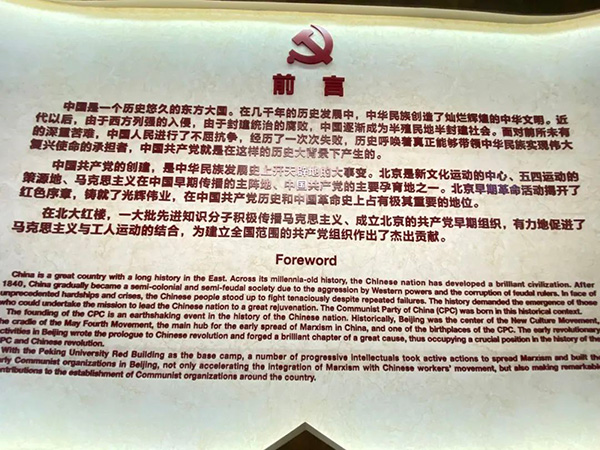 前言
中国是一个历史悠久的东方大国。在几千年的历史发展中，中华民族创造了灿烂辉煌的中华文明。近
代以后，由于西方列强的入侵，由于封建统治的腐败，中国逐渐成为半殖民地半封建社会。面对前所未有
的深重苦难，中国人民进行了不屈抗争，经历了一次次失败，历史呼唤着真正能够带领中华民族实现伟大
复兴使命的承担者，中国共产党就是在这样的历史大背景下产生的。
中国共产党的创建，是中华民族发展史上开天辟地的大事变。北京是新文化运动的中心、五四运动的
策源地、马克思主义在中国早期传播的主阵地、中国共产党的主要孕育地之一。北京早期革命活动揭开了
红色序章，铸就了光辉伟业，在中国共产党历史和中国革命史上占有极其重要的地位。
在北大红楼，一大批先进知识分子积极传播马克思主义、成立北京的共产党早期组织，有力地促进了
马克思主义与工人运动的结合，为建立全国范围的共产党组织作出了杰出贡献。
Foreword
China is a great country with a long history in the East. Across its millennia-old history, the Chinese nation has developed a brilliant civilization. After
1840, China gradually became a semi-colonial and semi-feudal society due to the aggression by Western powers and the corruption of feudal rulers. In face of
unprecedented hardships and crises, the Chinese people stood up to fight tenaciously despite repeated failures. The history demanded the emergence of those
who could undertake the mission to lead the Chinese nation to a great rejuvenation. The Communist Party of China (CPC) was born in this historical context.
The founding of the CPC is an earthshaking event in the history of the Chinese nation. Historically, Beijing was the center of the New Culture Movement,
the cradle of the May Fourth Movement, the main hub for the early spread of Marxism in China, and one of the birthplaces of the CPC. The early revolutionary
activities in Beijing wrote the prologue to Chinese revolution and forged a brilliant chapter of a great cause, thus occupying a crucial position in the history of the
CPC and Chinese revolution.
With the Peking University Red Building as the base camp, a number of progressive intellectuals took active actions to spread Marxism and built the
early Communist organizations in Beijing, not only accelerating the integration of Marxism with Chinese workers' movement, but also making remarkable
contributions to the establishment of Communist organizations around the country.